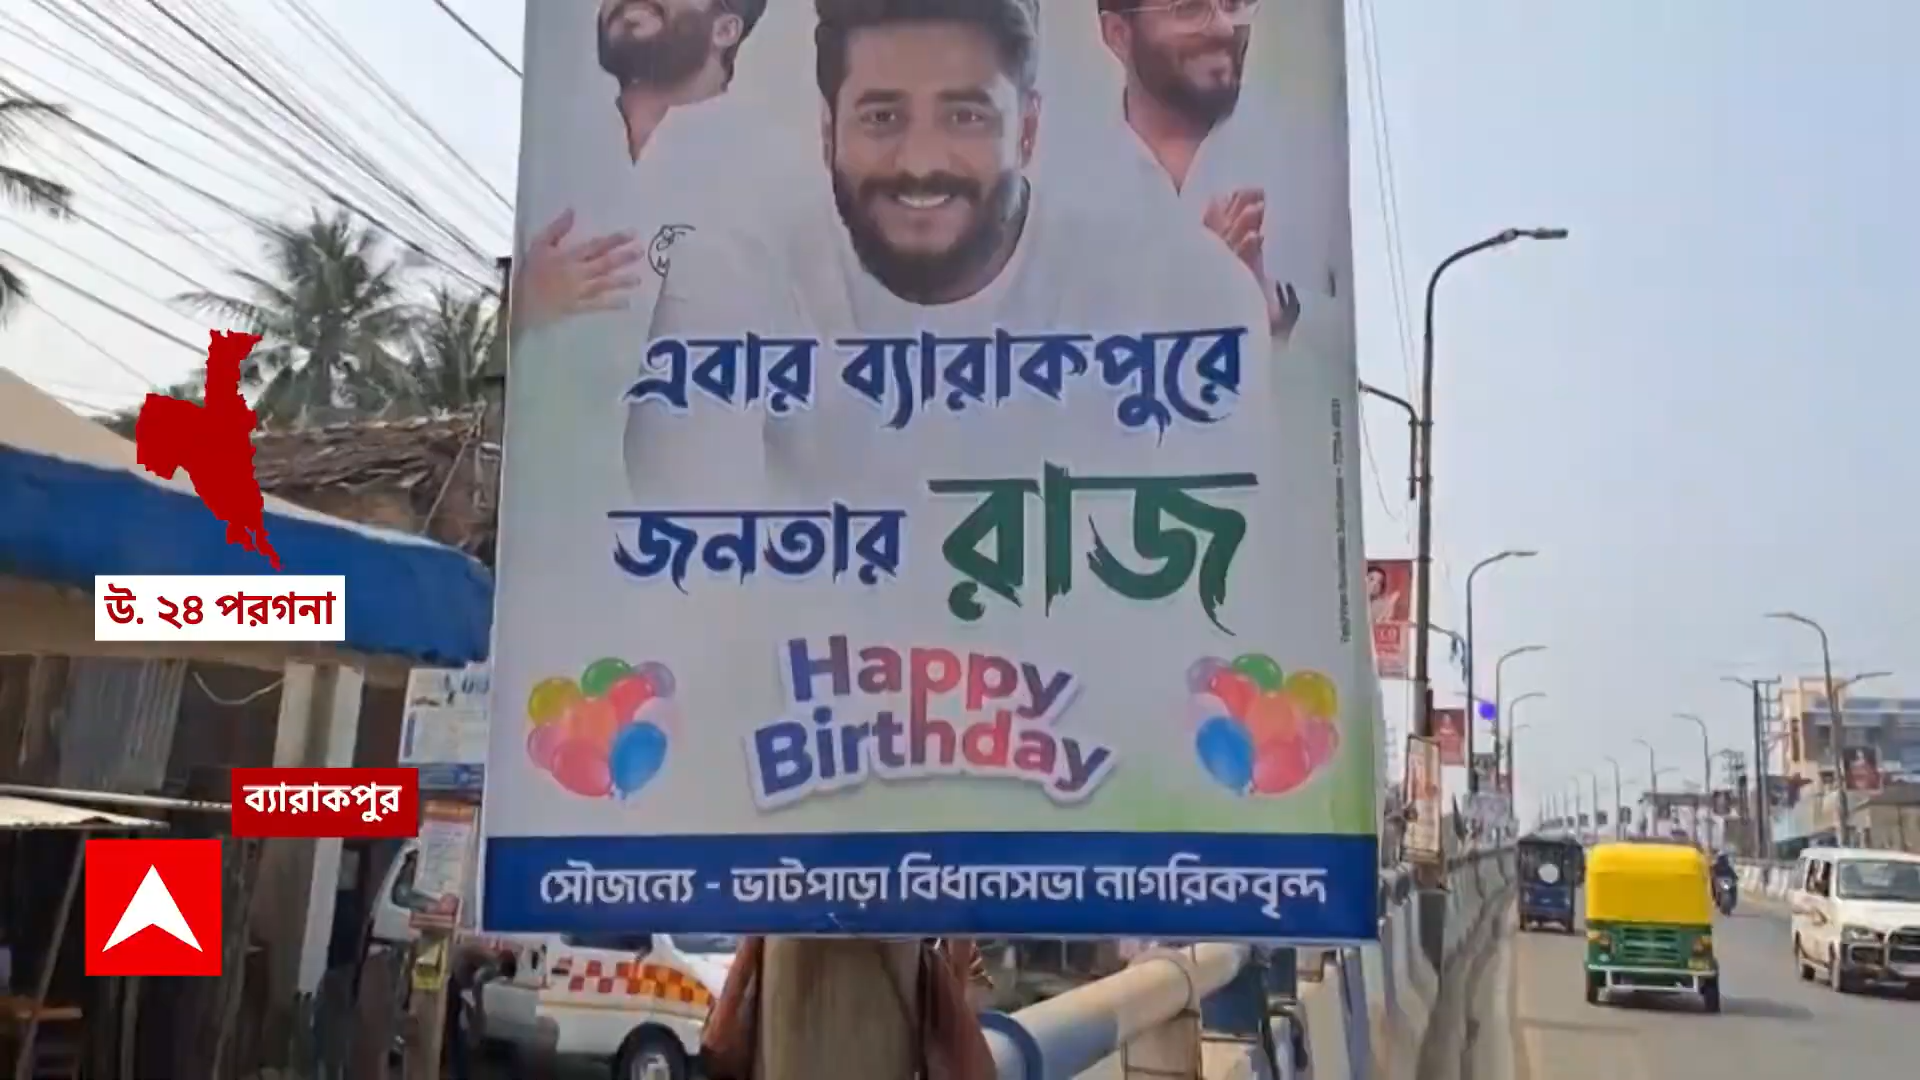 এবার ব্যারাকপুরে
জনতার রাজ
Happy
Birthday
সৌজন্যে - ভাটপাড়া বিধানসভা নাগরিকবৃন্দ
উ. ২৪ পরগনা
ব্যারাকপুর